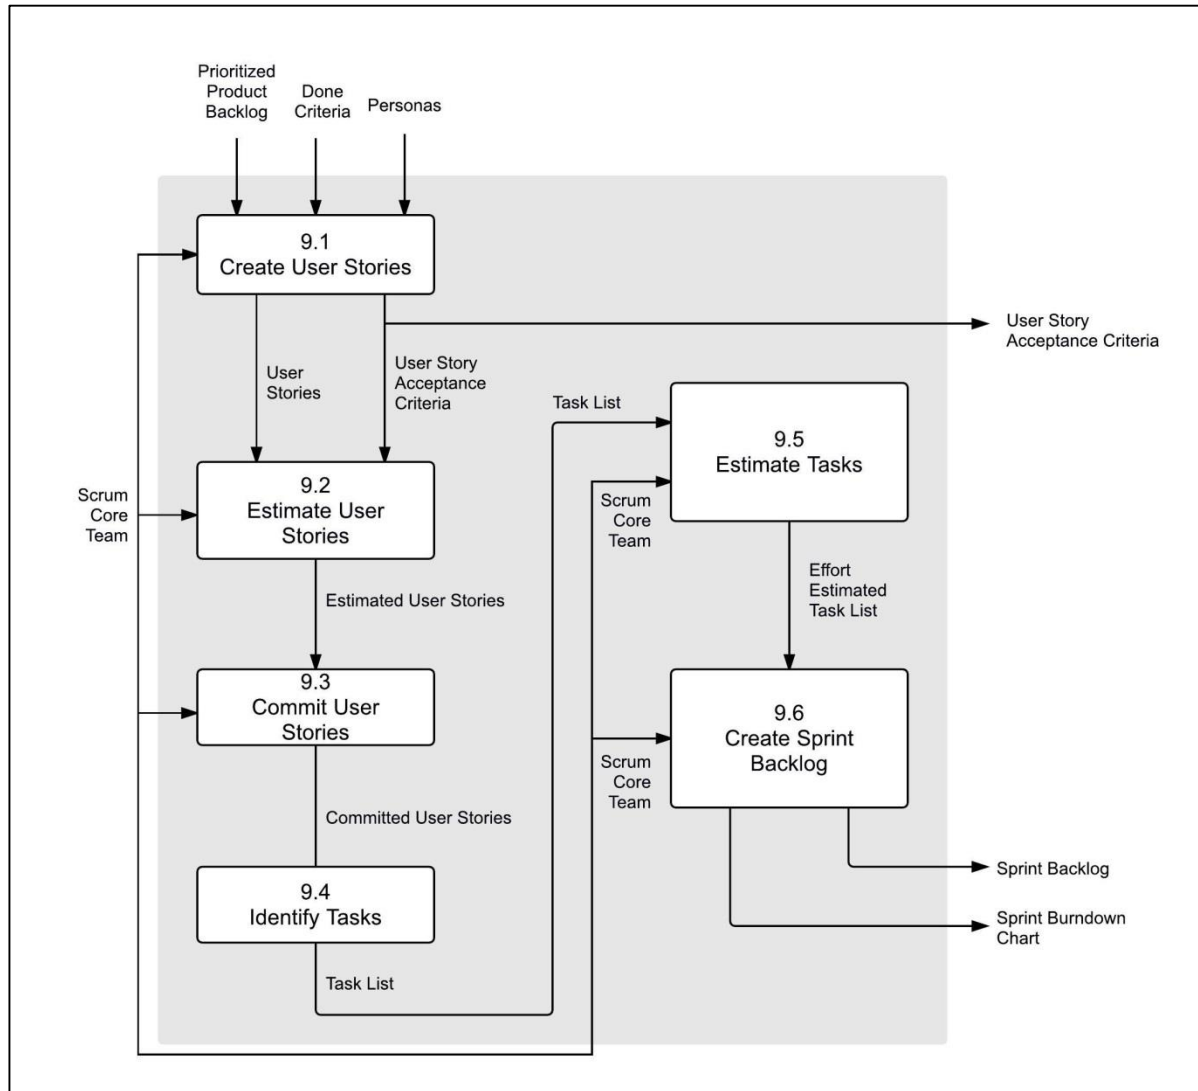 Prioritized
Product
Backlog
Done
Criteria
Personas
9.1
Create User Stories
User Story
Acceptance Criteria
User
Stories
User Story
Acceptance
Criteria
Task List
9.5
Estimate Tasks
9.2
Estimate User
Stories
Scrum
Core
Team
Scrum
Core
Team
Estimated User Stories
Effort
Estimated
Task List
9.3
Commit User
Stories
9.6
Create Sprint
Backlog
Scrum
Core
Team
Committed User Stories
9.4
Identify Tasks
Sprint Backlog
Sprint Burndown
Chart
Task List